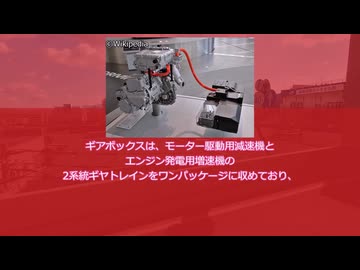 ©Wikipedia
ギアボックスは、モーター駆動用減速機と
エンジン発電用増速機の
2系統ギヤトレインをワンパッケージに収めており、